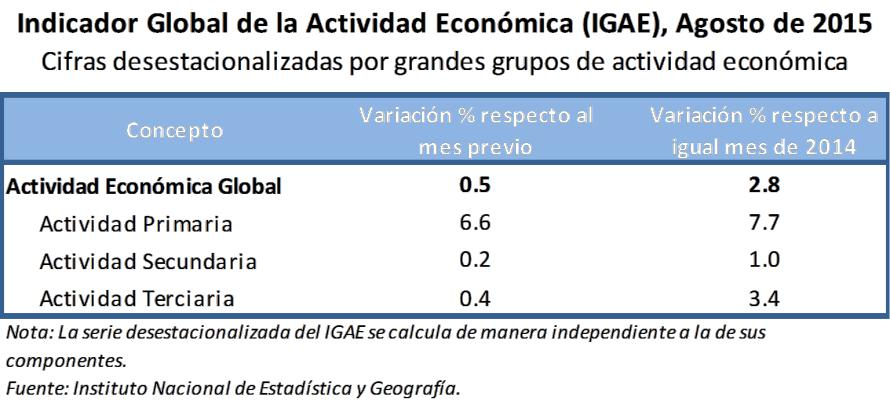 Indicador Global de la Actividad Económica (IGAE), Agosto de 2015
Cifras desestacionalizadas por grandes grupos de actividad económica
Concepto
Variación % respecto al
mes previo
Variación % respecto a
igual mes de 2014
Actividad Económica Global 0.5 2.8
Actividad Primaria 6.6 7.7
Actividad Secundaria 0.2 1.0
Actividad Terciaria 0.4 3.4
Nota: La serie desestacionalizada del IGAE se calcula de manera independiente a la de sus
componentes.
Fuente: Instituto Nacional de Estadística y Geografía.